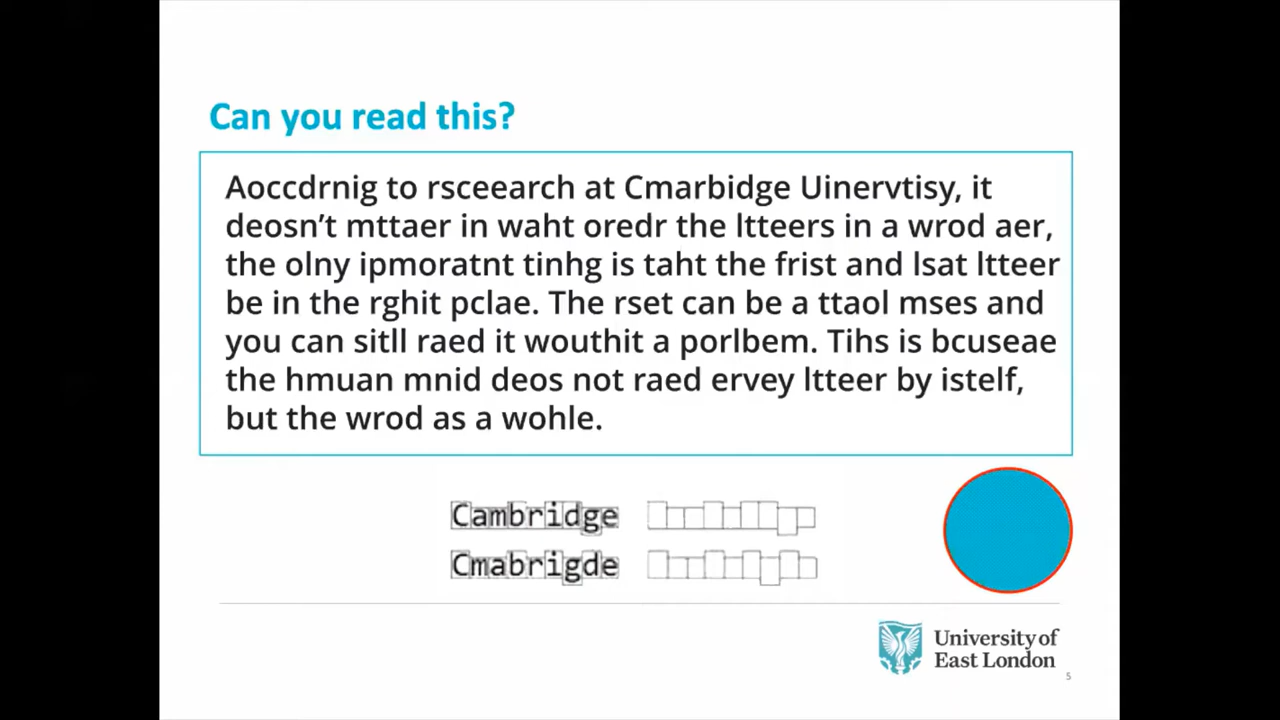 Can you read this?
Aoccdrnig to rsceearch at Cmarbidge Uinervtisy, it
deosn’t mttaer in waht oredr the ltteers in a wrod aer,
the olny ipmoratnt tinhg is taht the frist and lsat ltteer
be in the rghit pclae. The rset can be a ttaol mses and
you can sitll raed it wouthit a porlbem. Tihs is bcuseae
the hmuan mnid deos not raed ervey ltteer by istelf,
but the wrod as a wohle.
Cambridge
Cmabrigde
University of
East London
5